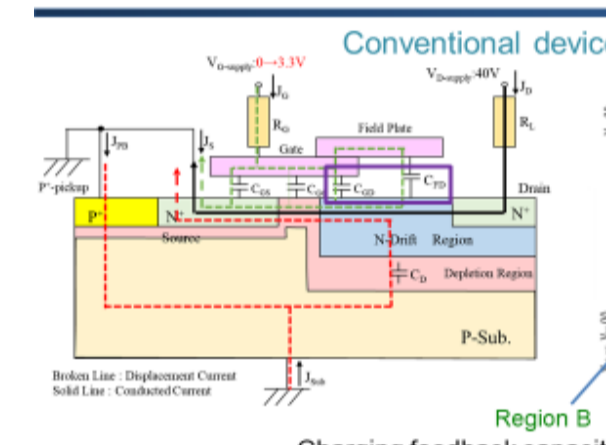 Conventional device
V_G-supply:0→3.3V
V_D-supply:40V
J_G
J_D
R_G
R_L
Field Plate
J_PB
J_S
Gate
P⁺-pickup
C_GS
C_GD
C_FD
Drain
P⁺
N⁺
N⁺
Source
N-Drift Region
C_D
Depletion Region
P-Sub.
Broken Line : Displacement Current
Solid Line : Conducted Current
J_Sub
Region B